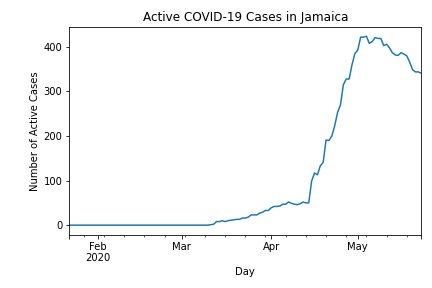 Active COVID-19 Cases in Jamaica
Number of Active Cases
400
300
200
100
0
Feb Mar Apr May
2020
Day